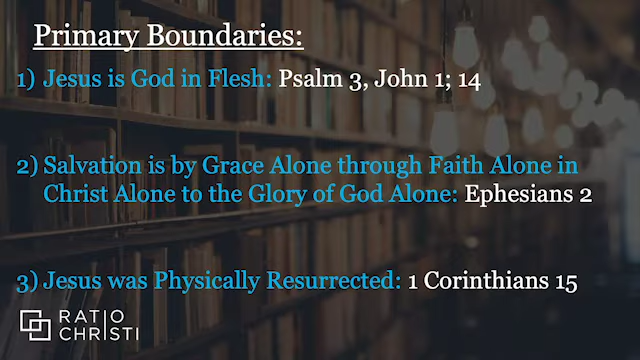 Primary Boundaries:
1) Jesus is God in Flesh: Psalm 3, John 1; 14
2) Salvation is by Grace Alone through Faith Alone in
Christ Alone to the Glory of God Alone: Ephesians 2
3) Jesus was Physically Resurrected: 1 Corinthians 15
RATIO
CHRISTI